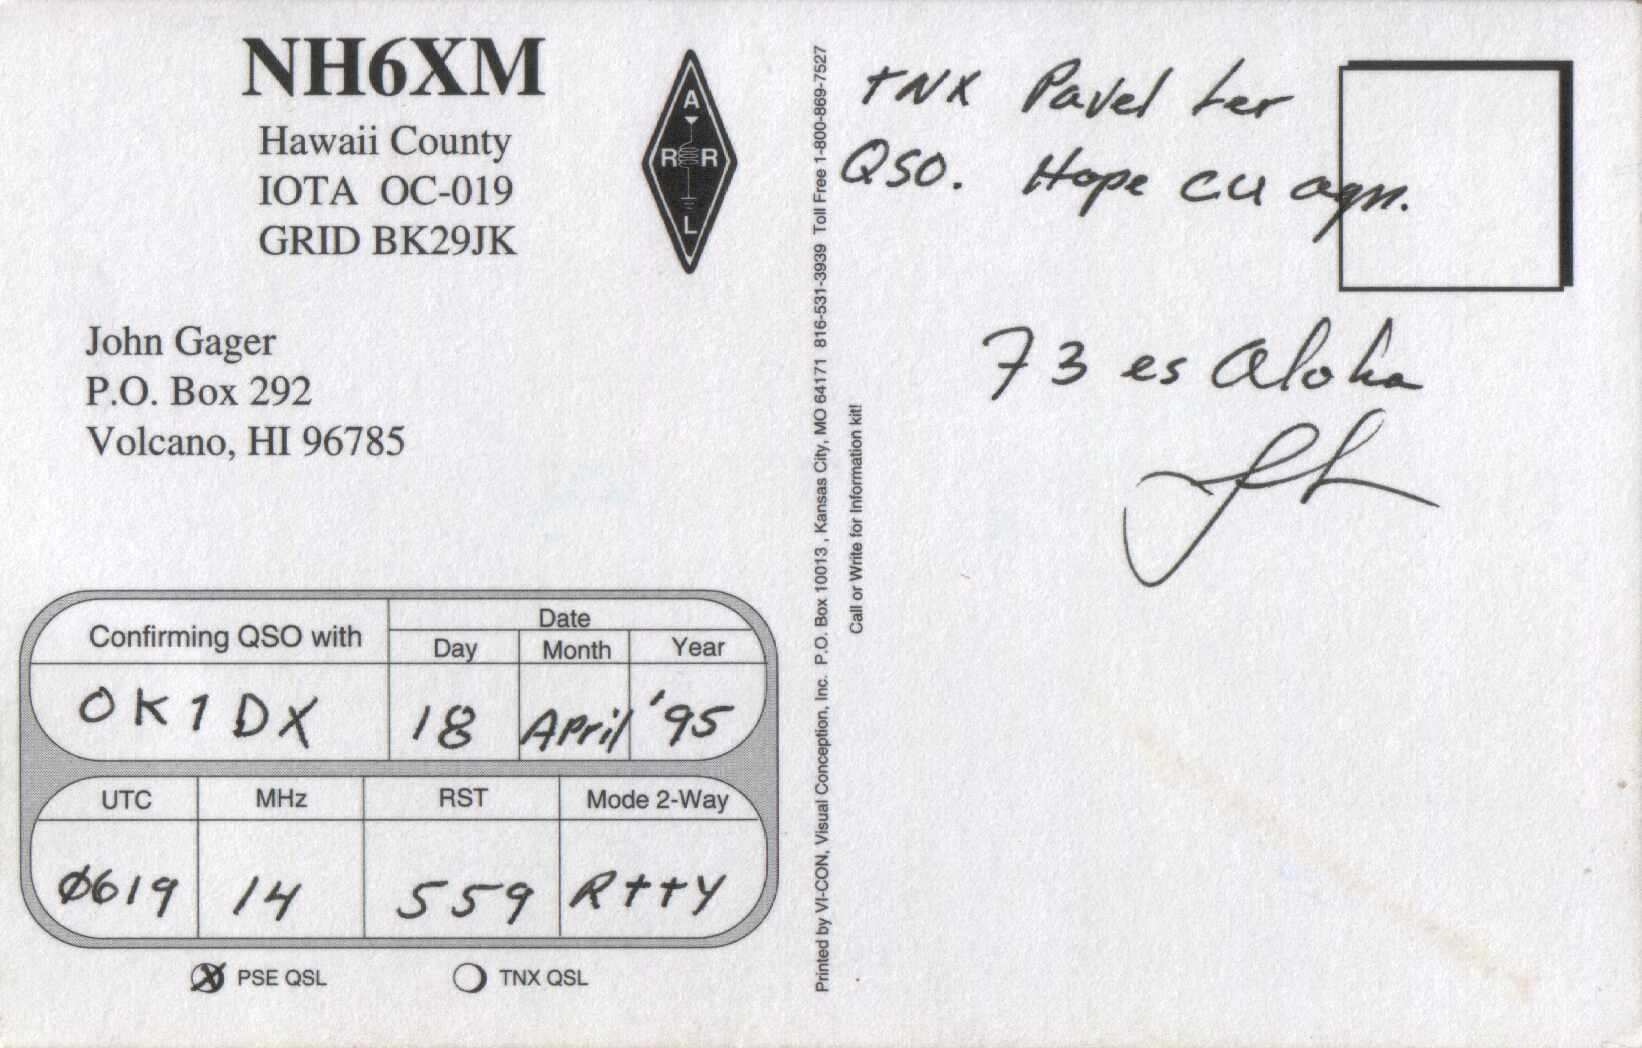 NH6XM
Hawaii County
IOTA OC-019
GRID BK29JK
A
R R
L
John Gager
P.O. Box 292
Volcano, HI 96785
Confirming QSO with
Date
Day Month Year
OK1DX 18 April '95
UTC MHz RST Mode 2-Way
Ø619 14 559 RttY
PSE QSL TNX QSL
Printed by VI-CON, Visual Conception, Inc. P.O. Box 10013 , Kansas City, MO 64171 816-531-3939 Toll Free 1-800-869-7527
Call or Write for Information kit!
TNX Pavel
QSO. Hope cu agn.
73 es Aloha